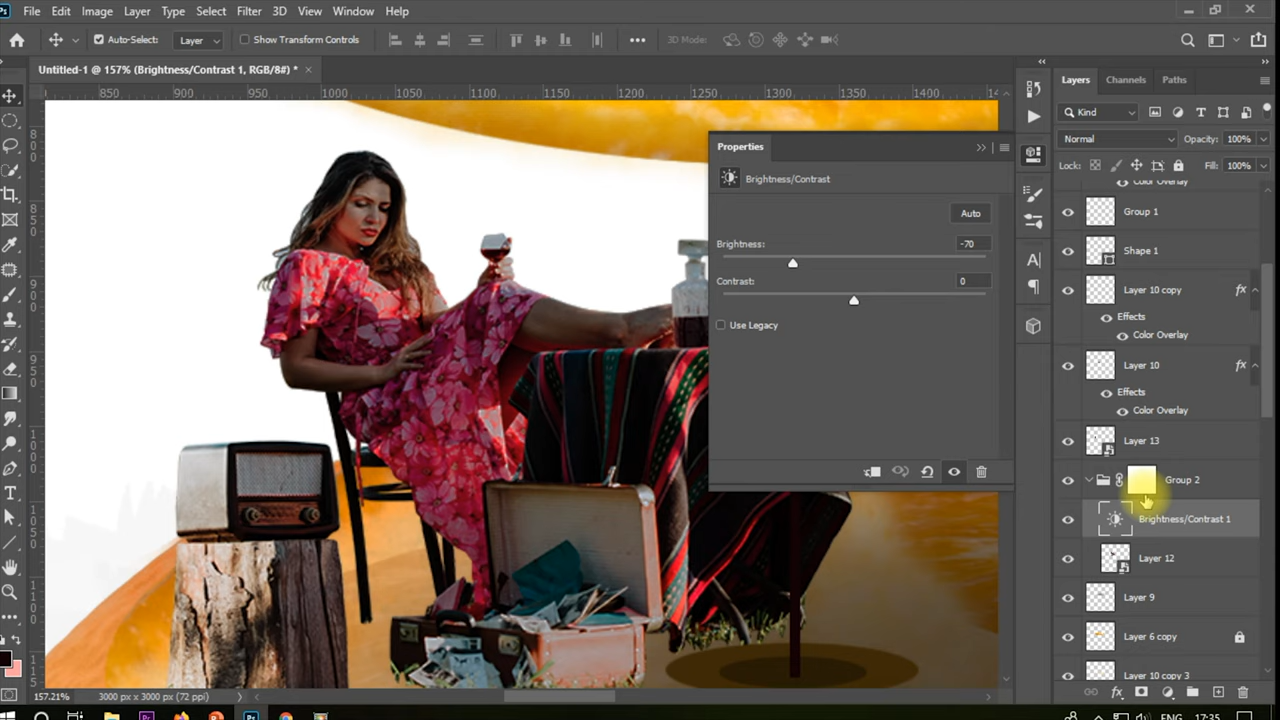 Ps File Edit Image Layer Type Select Filter 3D View Window Help
Auto-Select: Layer Show Transform Controls 3D Mode:
Untitled-1 @ 157% (Brightness/Contrast 1, RGB/8#) *
850 900 950 1000 1050 1100 1150 1200 1250 1300 1350 1400
Properties
Brightness/Contrast
Auto
Brightness: -70
Contrast: 0
Use Legacy
Layers Channels Paths
Kind
Normal Opacity: 100%
Lock: Fill: 100%
Color Overlay
Group 1
Shape 1
Layer 10 copy fx
Effects
Color Overlay
Layer 10 fx
Effects
Color Overlay
Layer 13
Group 2
Brightness/Contrast 1
Layer 12
Layer 9
Layer 6 copy
Layer 10 copy 3
157.21% 3000 px x 3000 px (72 ppi)
ENG 17:35